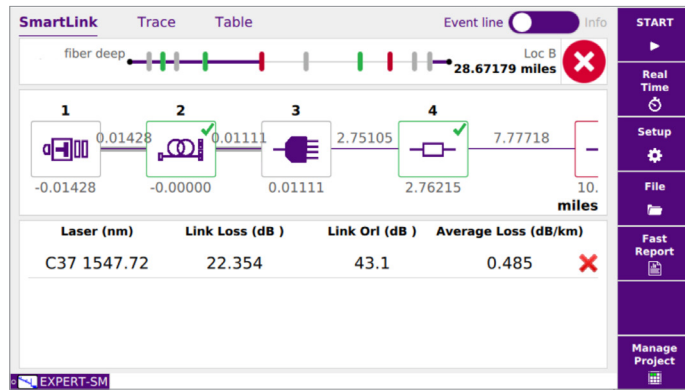 SmartLink Trace Table Event line Info
fiber deep
Loc B
28.67179 miles
1 2 3 4
0.01428 0.01111 2.75105 7.77718
-0.01428 -0.00000 0.01111 2.76215 10.
miles
Laser (nm) Link Loss (dB ) Link Orl (dB ) Average Loss (dB/km)
C37 1547.72 22.354 43.1 0.485
EXPERT-SM
START
Real
Time
Setup
File
Fast
Report
Manage
Project